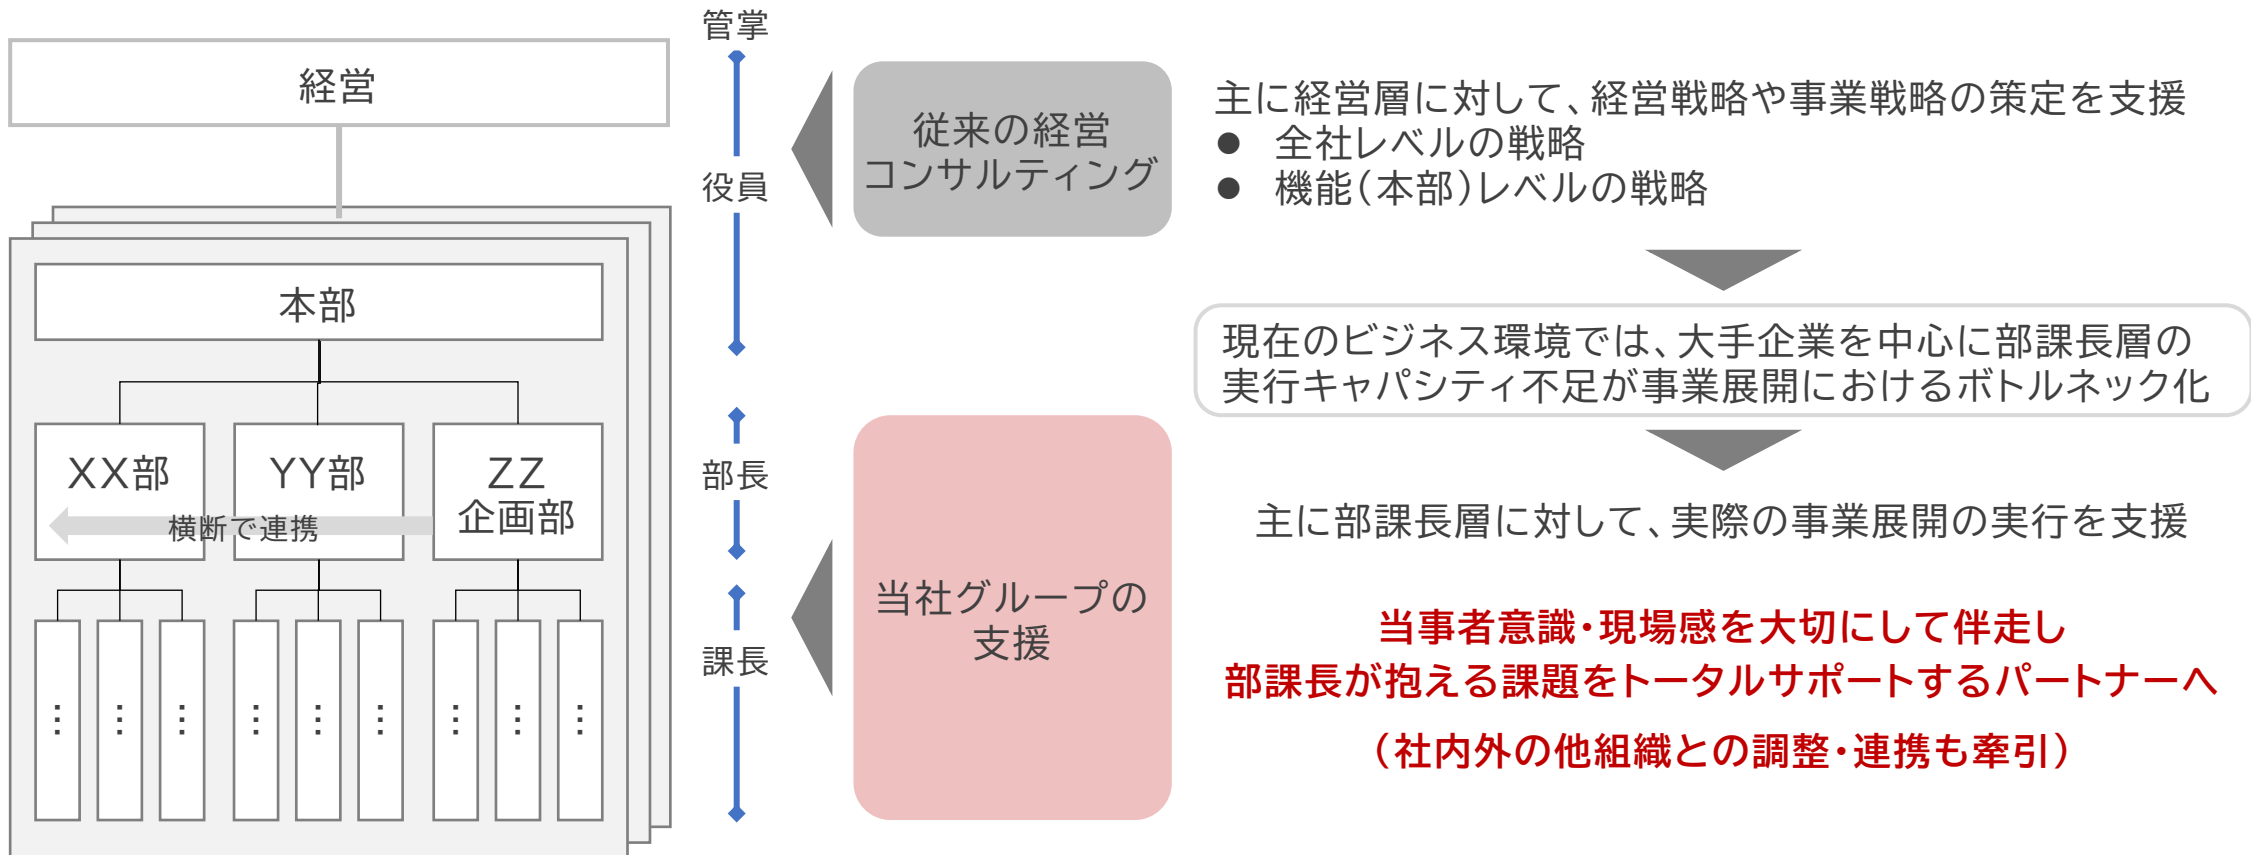 経営
本部
XX部
YY部
ZZ
企画部
横断で連携
⋮
⋮
⋮
⋮
⋮
⋮
⋮
⋮
⋮
管掌
役員
部長
課長
従来の経営
コンサルティング
当社グループの
支援
主に経営層に対して、経営戦略や事業戦略の策定を支援
● 全社レベルの戦略
● 機能(本部)レベルの戦略
現在のビジネス環境では、大手企業を中心に部課長層の
実行キャパシティ不足が事業展開におけるボトルネック化
主に部課長層に対して、実際の事業展開の実行を支援
当事者意識・現場感を大切にして伴走し
部課長が抱える課題をトータルサポートするパートナーへ
(社内外の他組織との調整・連携も牽引)